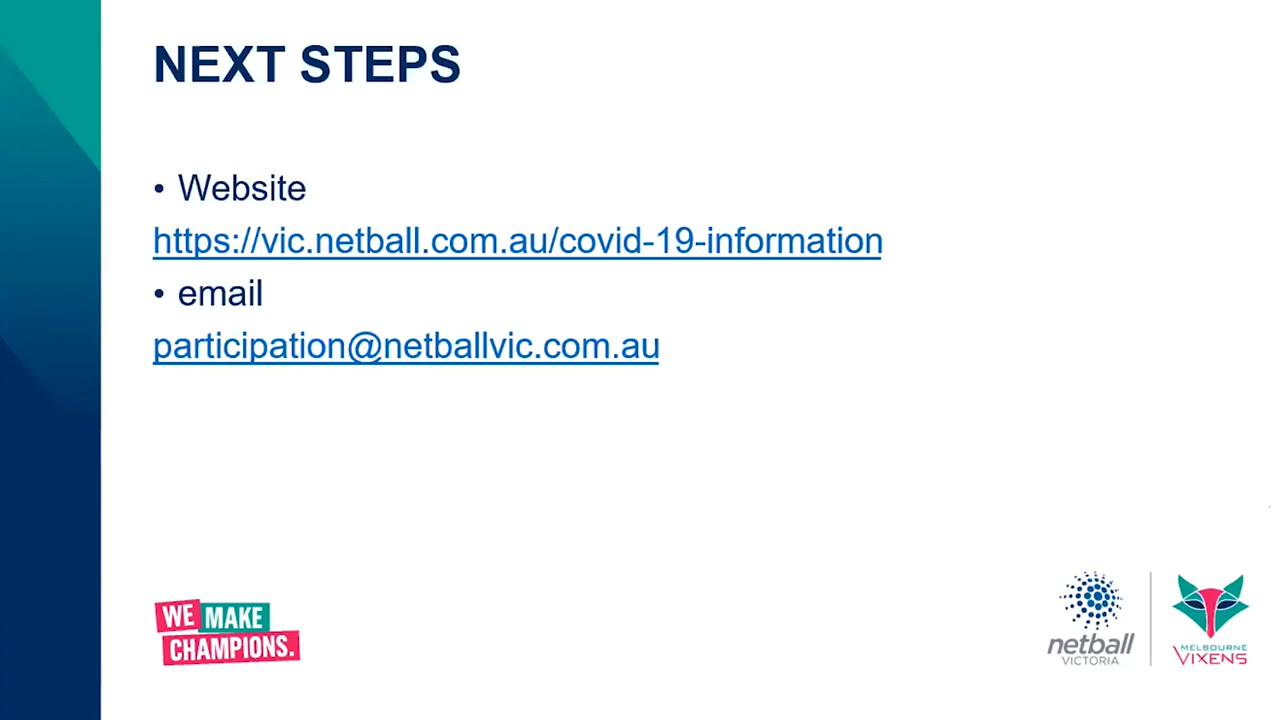 NEXT STEPS
• Website
https://vic.netball.com.au/covid-19-information
• email
participation@netballvic.com.au
WE MAKE
CHAMPIONS.
netball
VICTORIA
MELBOURNE
VIXENS